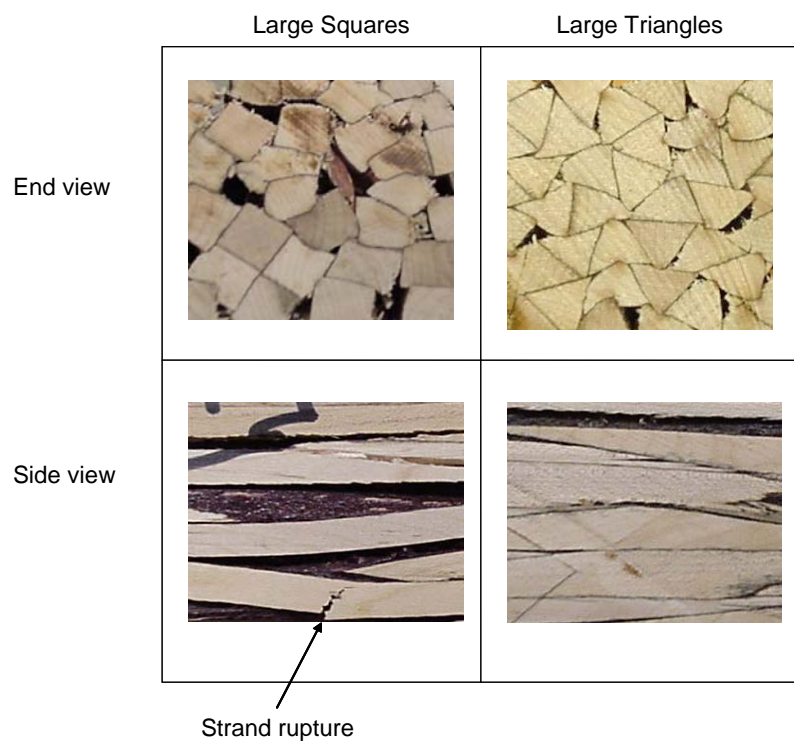 Large Squares
Large Triangles
End view
Side view
Strand rupture